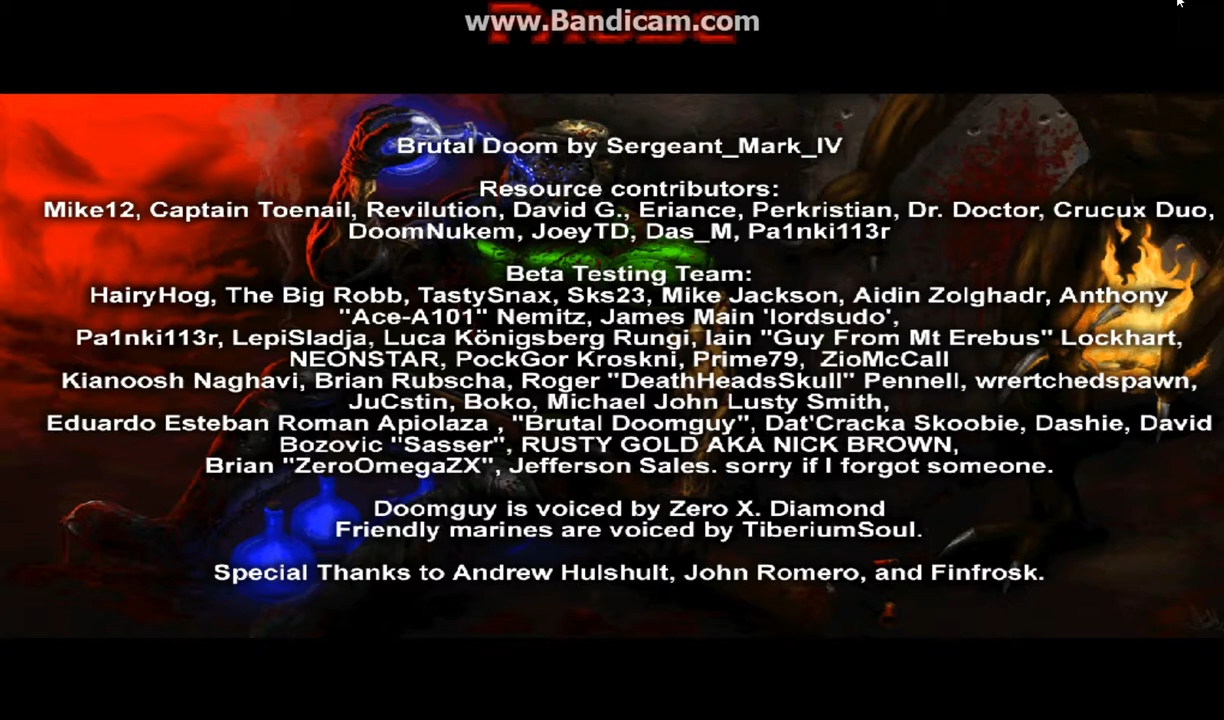 www.Bandicam.com
Brutal Doom by Sergeant_Mark_IV
Resource contributors:
Mike12, Captain Toenail, Revilution, David G., Eriance, Perkristian, Dr. Doctor, Crucux Duo,
DoomNukem, JoeyTD, Das_M, Pa1nki113r
Beta Testing Team:
HairyHog, The Big Robb, TastySnax, Sks23, Mike Jackson, Aidin Zolghadr, Anthony
"Ace-A101" Nemitz, James Main 'lordsudo',
Pa1nki113r, LepiSladja, Luca Königsberg Rungi, Iain "Guy From Mt Erebus" Lockhart,
NEONSTAR, PockGor Kroskni, Prime79, ZioMcCall
Kianoosh Naghavi, Brian Rubscha, Roger "DeathHeadsSkull" Pennell, wrertchedspawn,
JuCstin, Boko, Michael John Lusty Smith,
Eduardo Esteban Roman Apiolaza , "Brutal Doomguy", Dat'Cracka Skoobie, Dashie, David
Bozovic "Sasser", RUSTY GOLD AKA NICK BROWN,
Brian "ZeroOmegaZX", Jefferson Sales. sorry if I forgot someone.
Doomguy is voiced by Zero X. Diamond
Friendly marines are voiced by TiberiumSoul.
Special Thanks to Andrew Hulshult, John Romero, and Finfrosk.